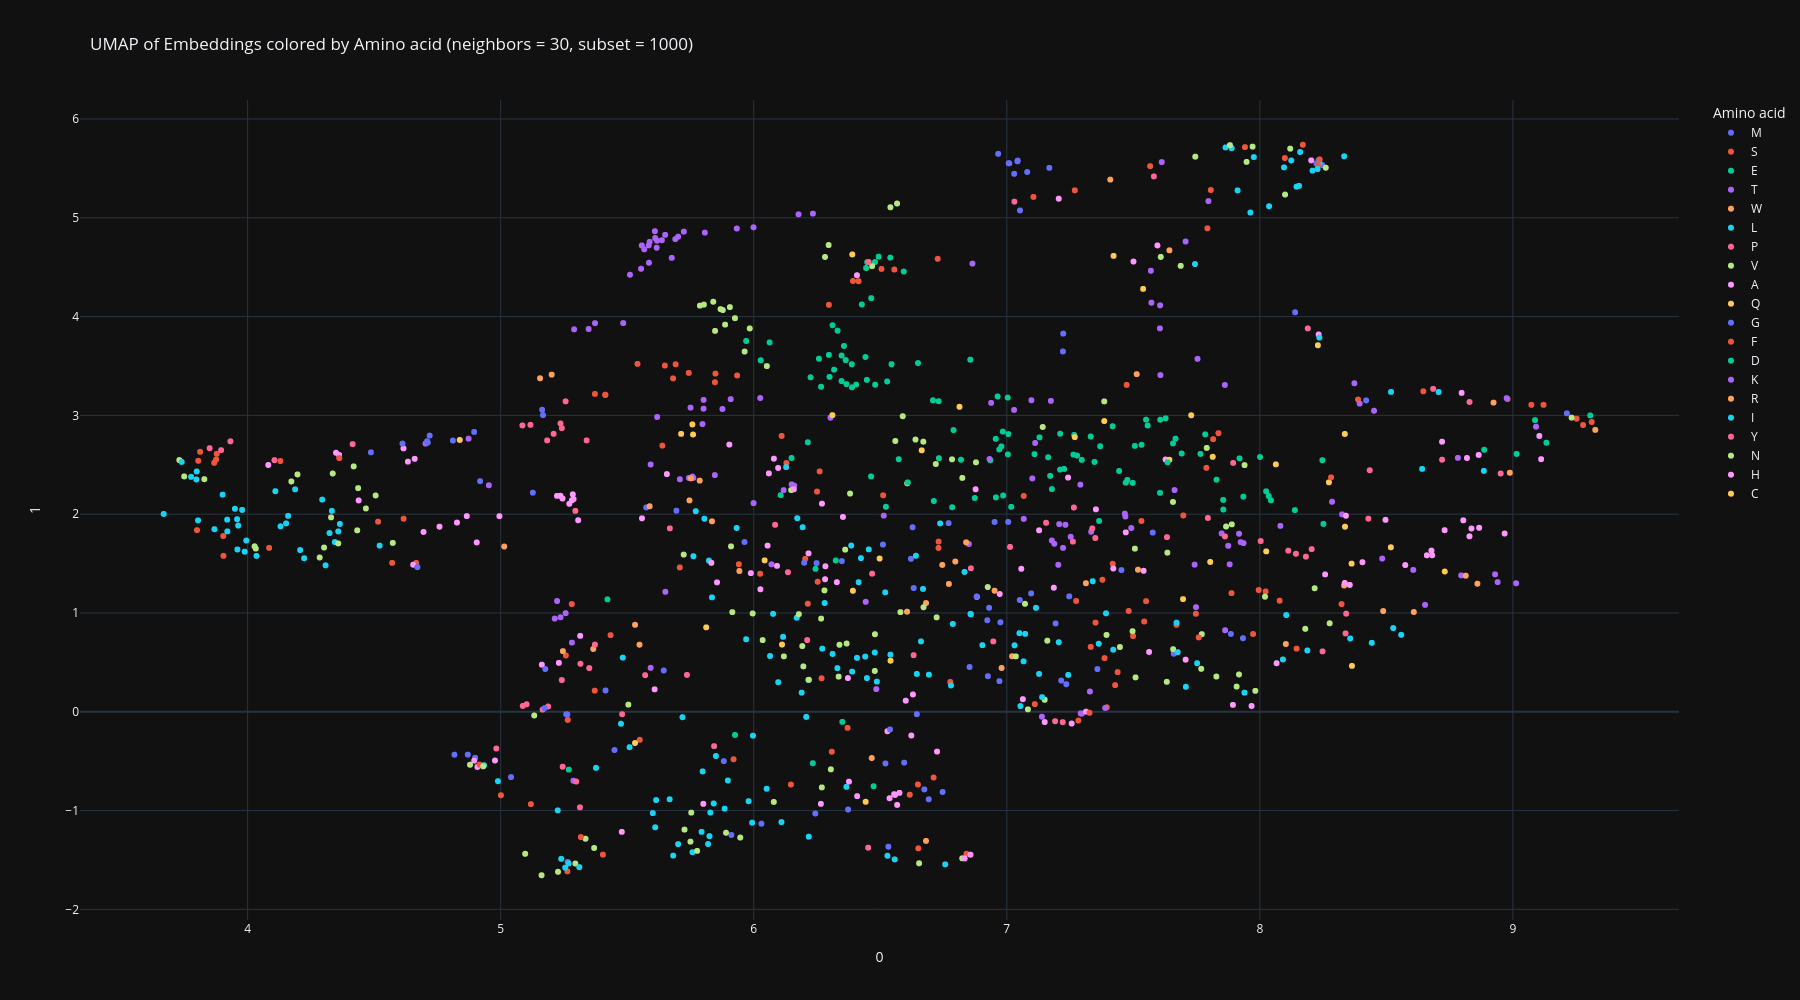 UMAP of Embeddings colored by Amino acid (neighbors = 30, subset = 1000)
Amino acid
M
S
E
T
W
L
P
V
A
Q
G
F
D
K
R
I
Y
N
H
C
6
5
4
3
2
1
0
−1
−2
1
4
5
6
7
8
9
0